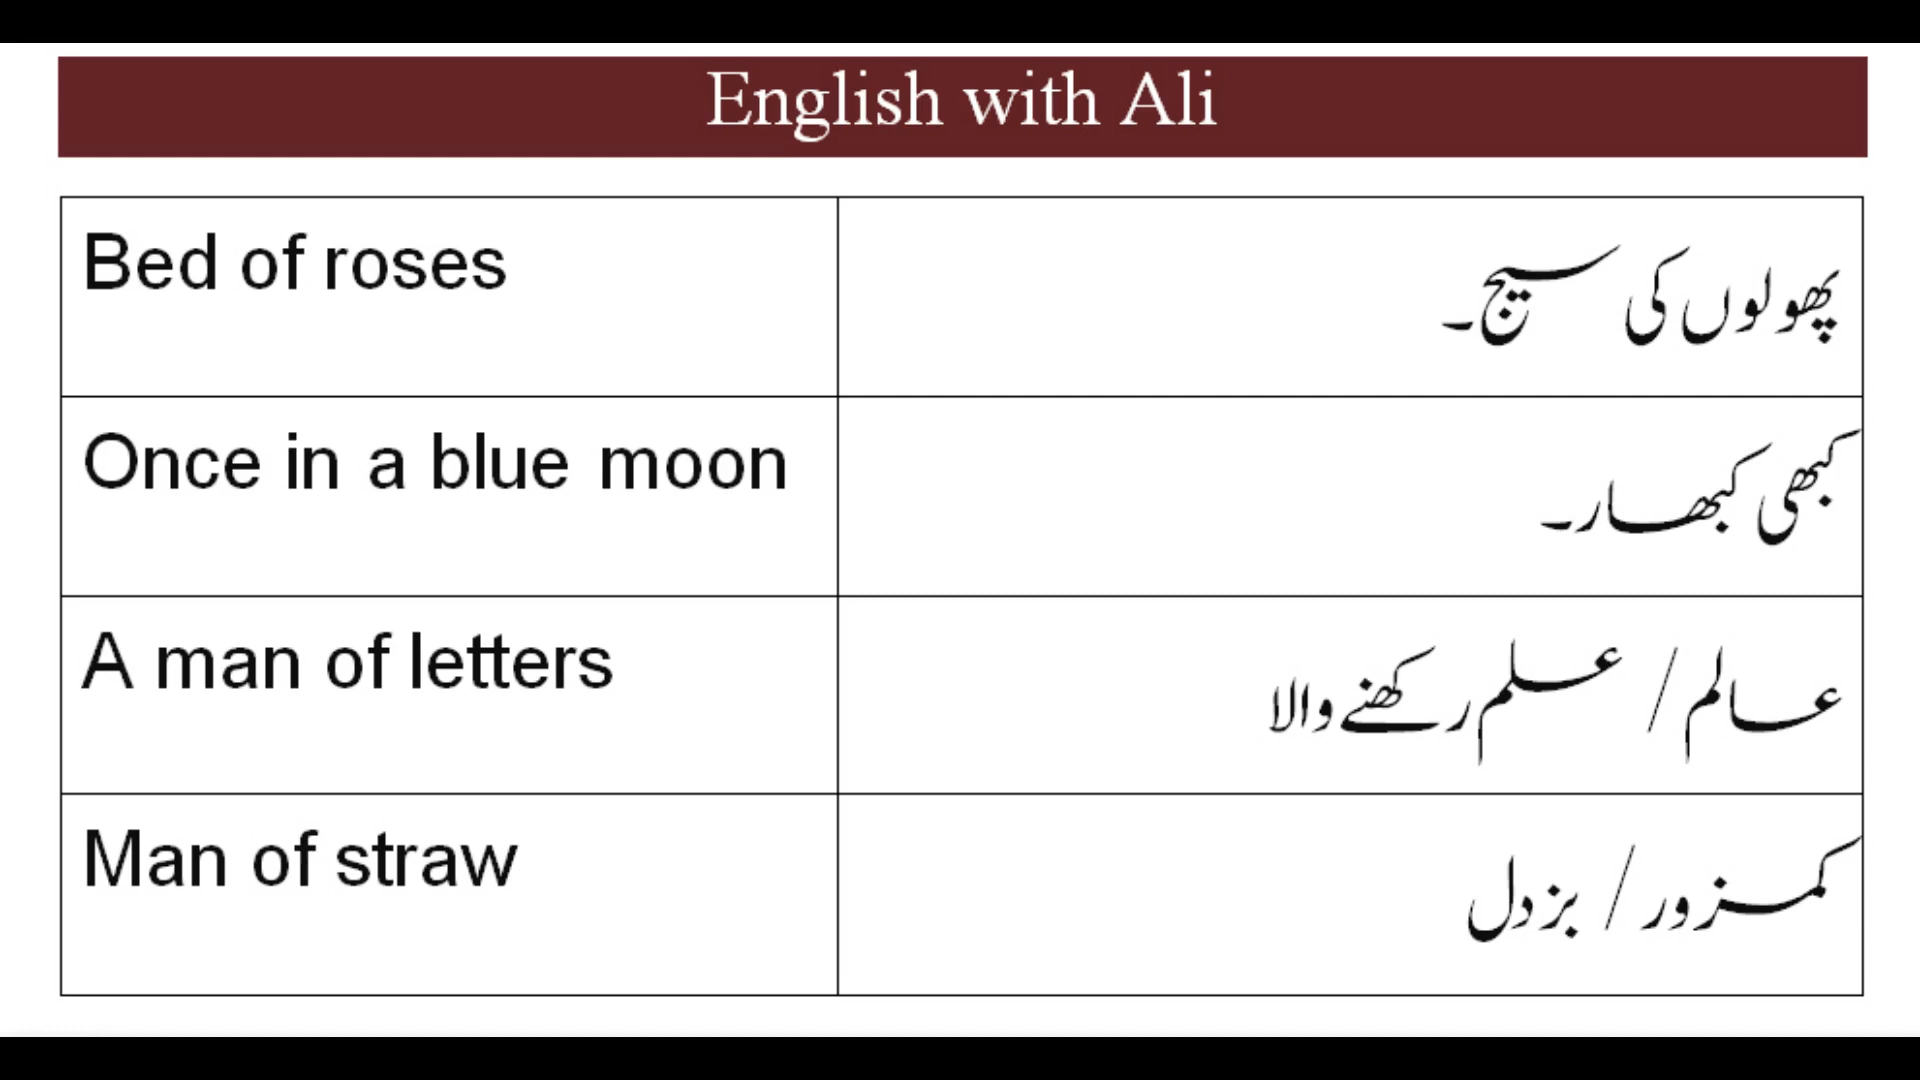 English with Ali
Bed of roses
پھولوں کی سیج۔
Once in a blue moon
کبھی کبھار۔
A man of letters
عالم / علم رکھنے والا
Man of straw
کمزور / بزدل